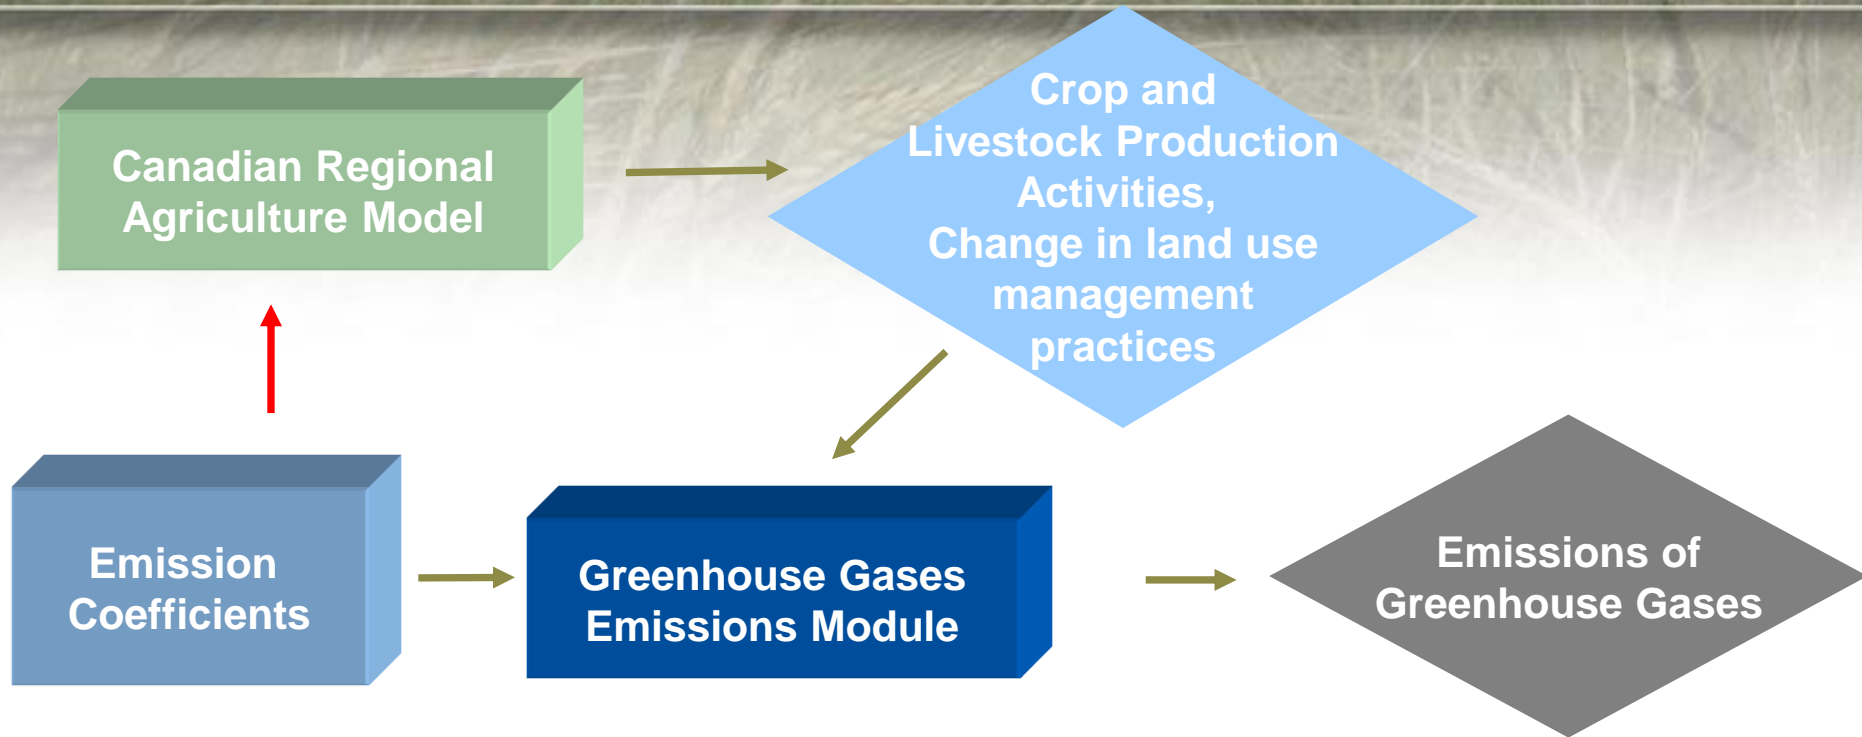 Canadian Regional
Agriculture Model
Crop and
Livestock Production
Activities,
Change in land use
management
practices
Emission
Coefficients
Greenhouse Gases
Emissions Module
Emissions of
Greenhouse Gases